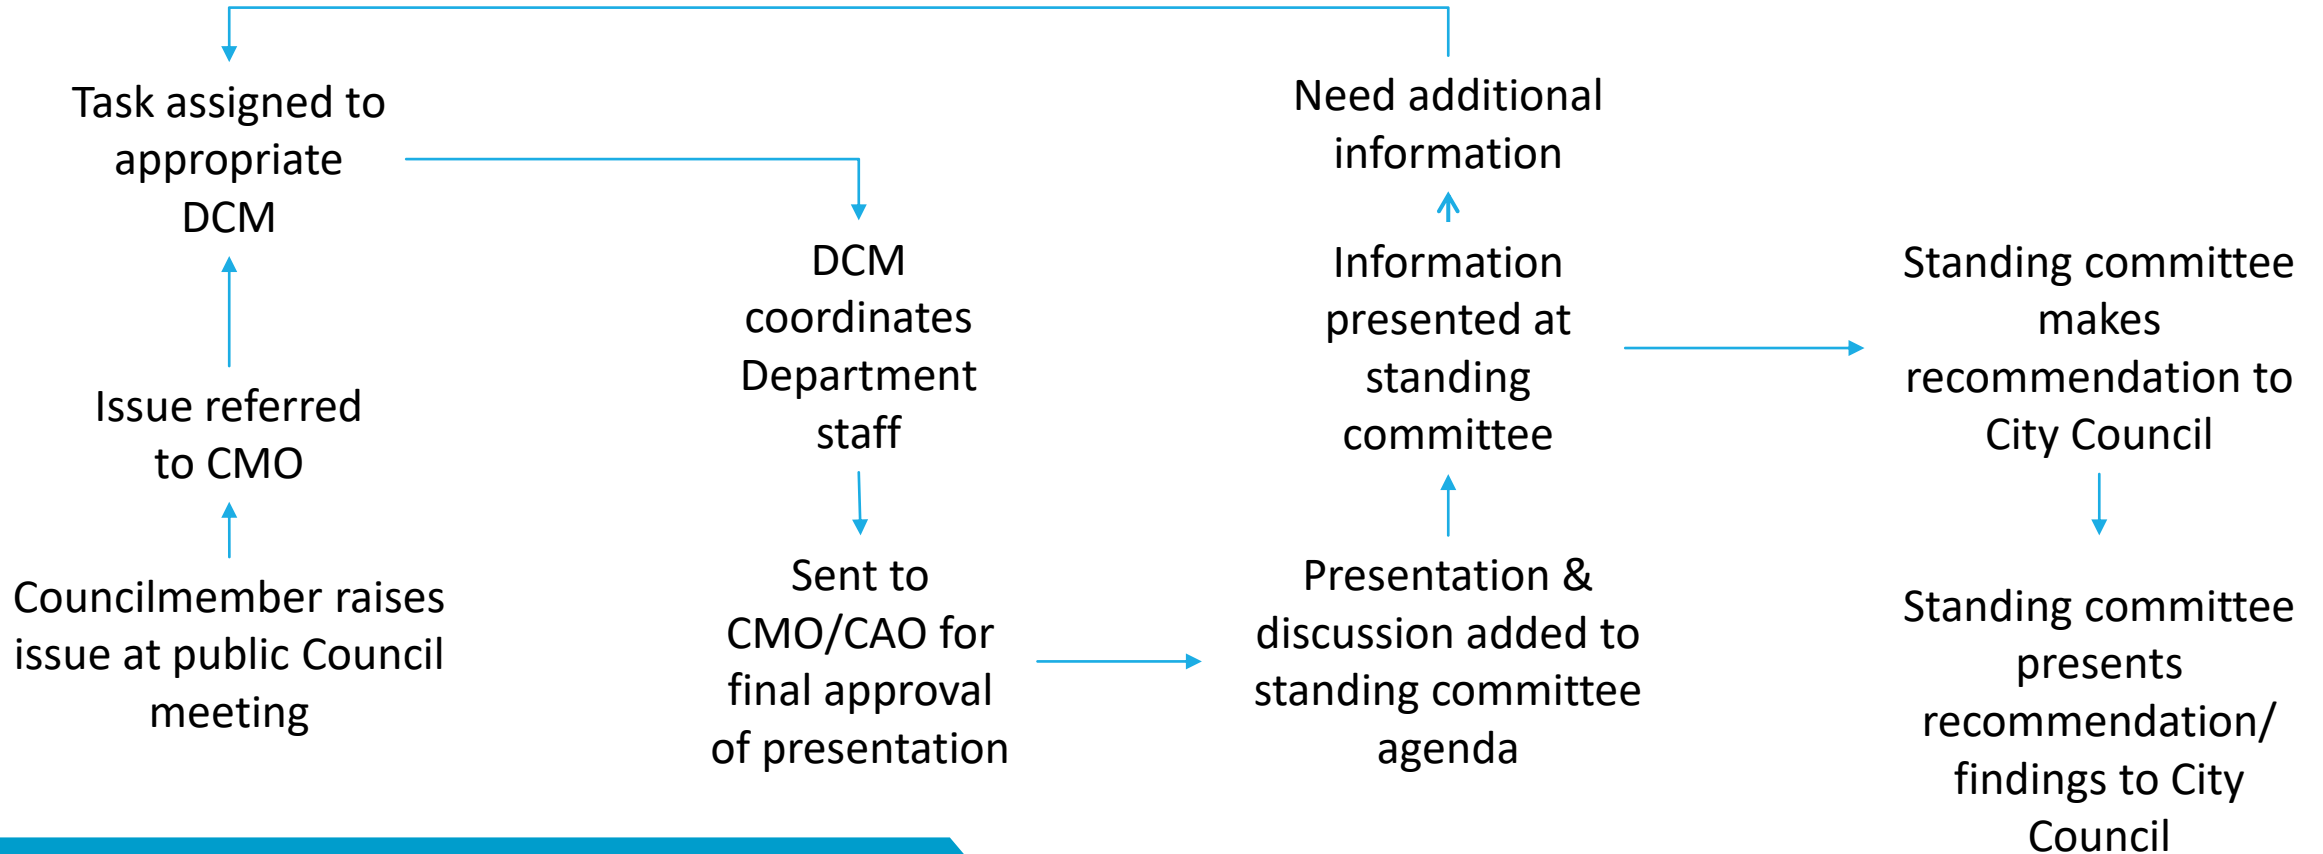 Task assigned to
appropriate
DCM
Issue referred
to CMO
Councilmember raises
issue at public Council
meeting
DCM
coordinates
Department
staff
Sent to
CMO/CAO for
final approval
of presentation
Need additional
information
Information
presented at
standing
committee
Presentation &
discussion added to
standing committee
agenda
Standing committee
makes
recommendation to
City Council
Standing committee
presents
recommendation/
findings to City
Council